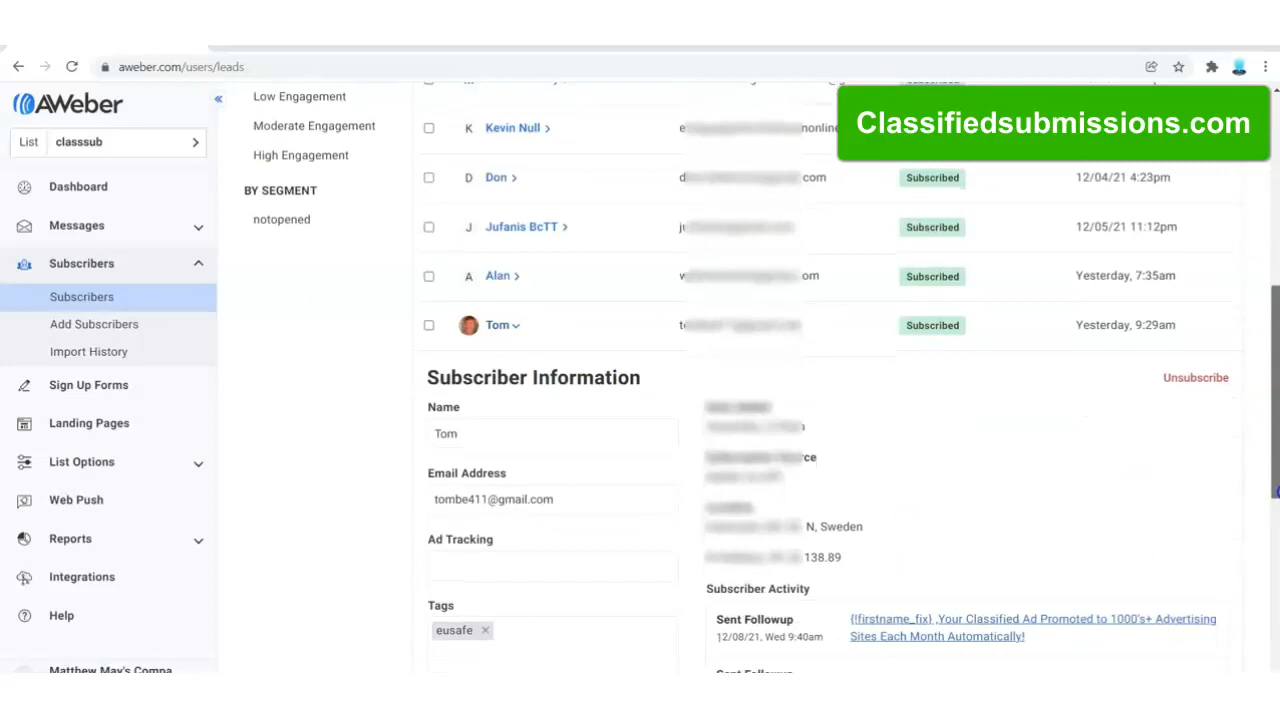 aweber.com/users/leads
AWeber
List classsub
Dashboard
Messages
Subscribers
Subscribers
Add Subscribers
Import History
Sign Up Forms
Landing Pages
List Options
Web Push
Reports
Integrations
Help
Matthew May's Compa
Low Engagement
Moderate Engagement
High Engagement
BY SEGMENT
notopened
Classifiedsubmissions.com
K Kevin Null
D Don com Subscribed 12/04/21 4:23pm
J Jufanis BcTT Subscribed 12/05/21 11:12pm
A Alan om Subscribed Yesterday, 7:35am
Tom Subscribed Yesterday, 9:29am
Subscriber Information
Unsubscribe
Name
Tom
Email Address
tombe411@gmail.com
Ad Tracking
Tags
eusafe
N, Sweden
138.89
Subscriber Activity
Sent Followup
12/08/21, Wed 9:40am
{!firstname_fix} ,Your Classified Ad Promoted to 1000's+ Advertising
Sites Each Month Automatically!